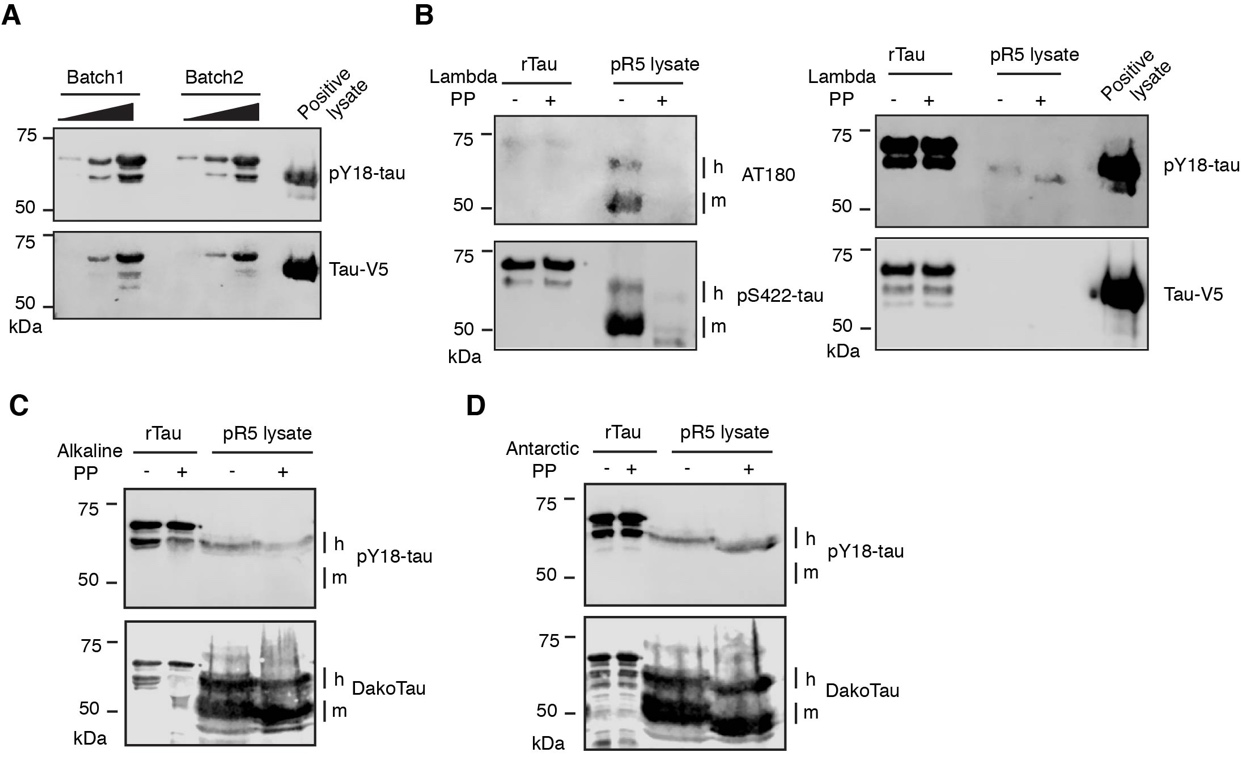 A
Batch1 Batch2 Positive lysate
75
50
pY18-tau
75
50
kDa
Tau-V5
B
Lambda PP
rTau pR5 lysate
- + - +
75
50
h
m
AT180
75
50
kDa
h
m
pS422-tau
Lambda PP
rTau pR5 lysate Positive lysate
- + - +
75
50
pY18-tau
75
50
kDa
Tau-V5
C
Alkaline PP
rTau pR5 lysate
- + - +
75
50
h
m
pY18-tau
75
50
kDa
h
m
DakoTau
D
Antarctic PP
rTau pR5 lysate
- + - +
75
50
h
m
pY18-tau
75
50
kDa
h
m
DakoTau